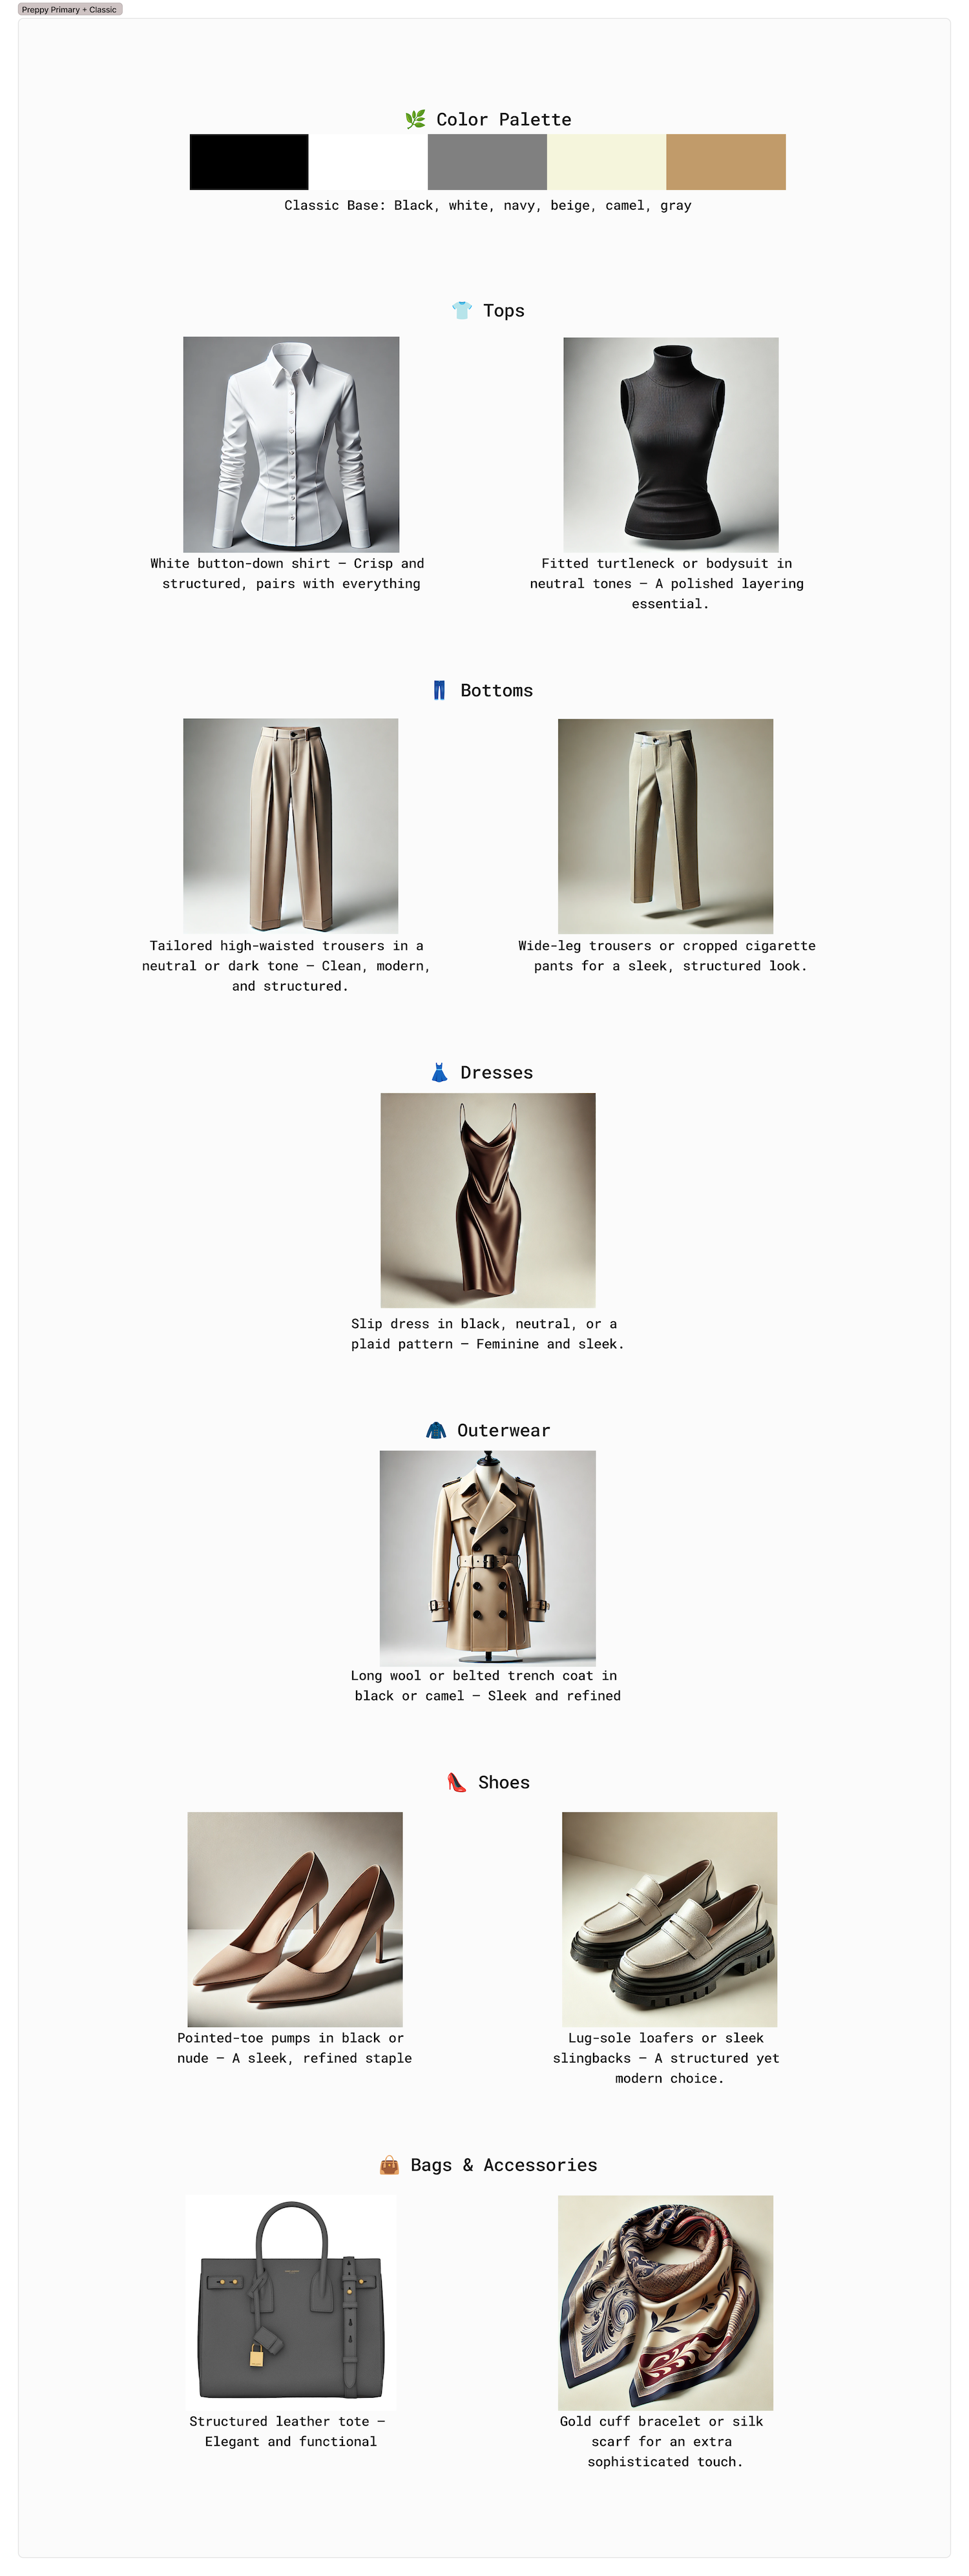 Preppy Primary + Classic
🌿 Color Palette
Classic Base: Black, white, navy, beige, camel, gray
👕 Tops
White button-down shirt – Crisp and
structured, pairs with everything
Fitted turtleneck or bodysuit in
neutral tones – A polished layering
essential.
👖 Bottoms
Tailored high-waisted trousers in a
neutral or dark tone – Clean, modern,
and structured.
Wide-leg trousers or cropped cigarette
pants for a sleek, structured look.
👗 Dresses
Slip dress in black, neutral, or a
plaid pattern – Feminine and sleek.
🧥 Outerwear
Long wool or belted trench coat in
black or camel – Sleek and refined
👠 Shoes
Pointed-toe pumps in black or
nude – A sleek, refined staple
Lug-sole loafers or sleek
slingbacks – A structured yet
modern choice.
👜 Bags & Accessories
Structured leather tote –
Elegant and functional
Gold cuff bracelet or silk
scarf for an extra
sophisticated touch.